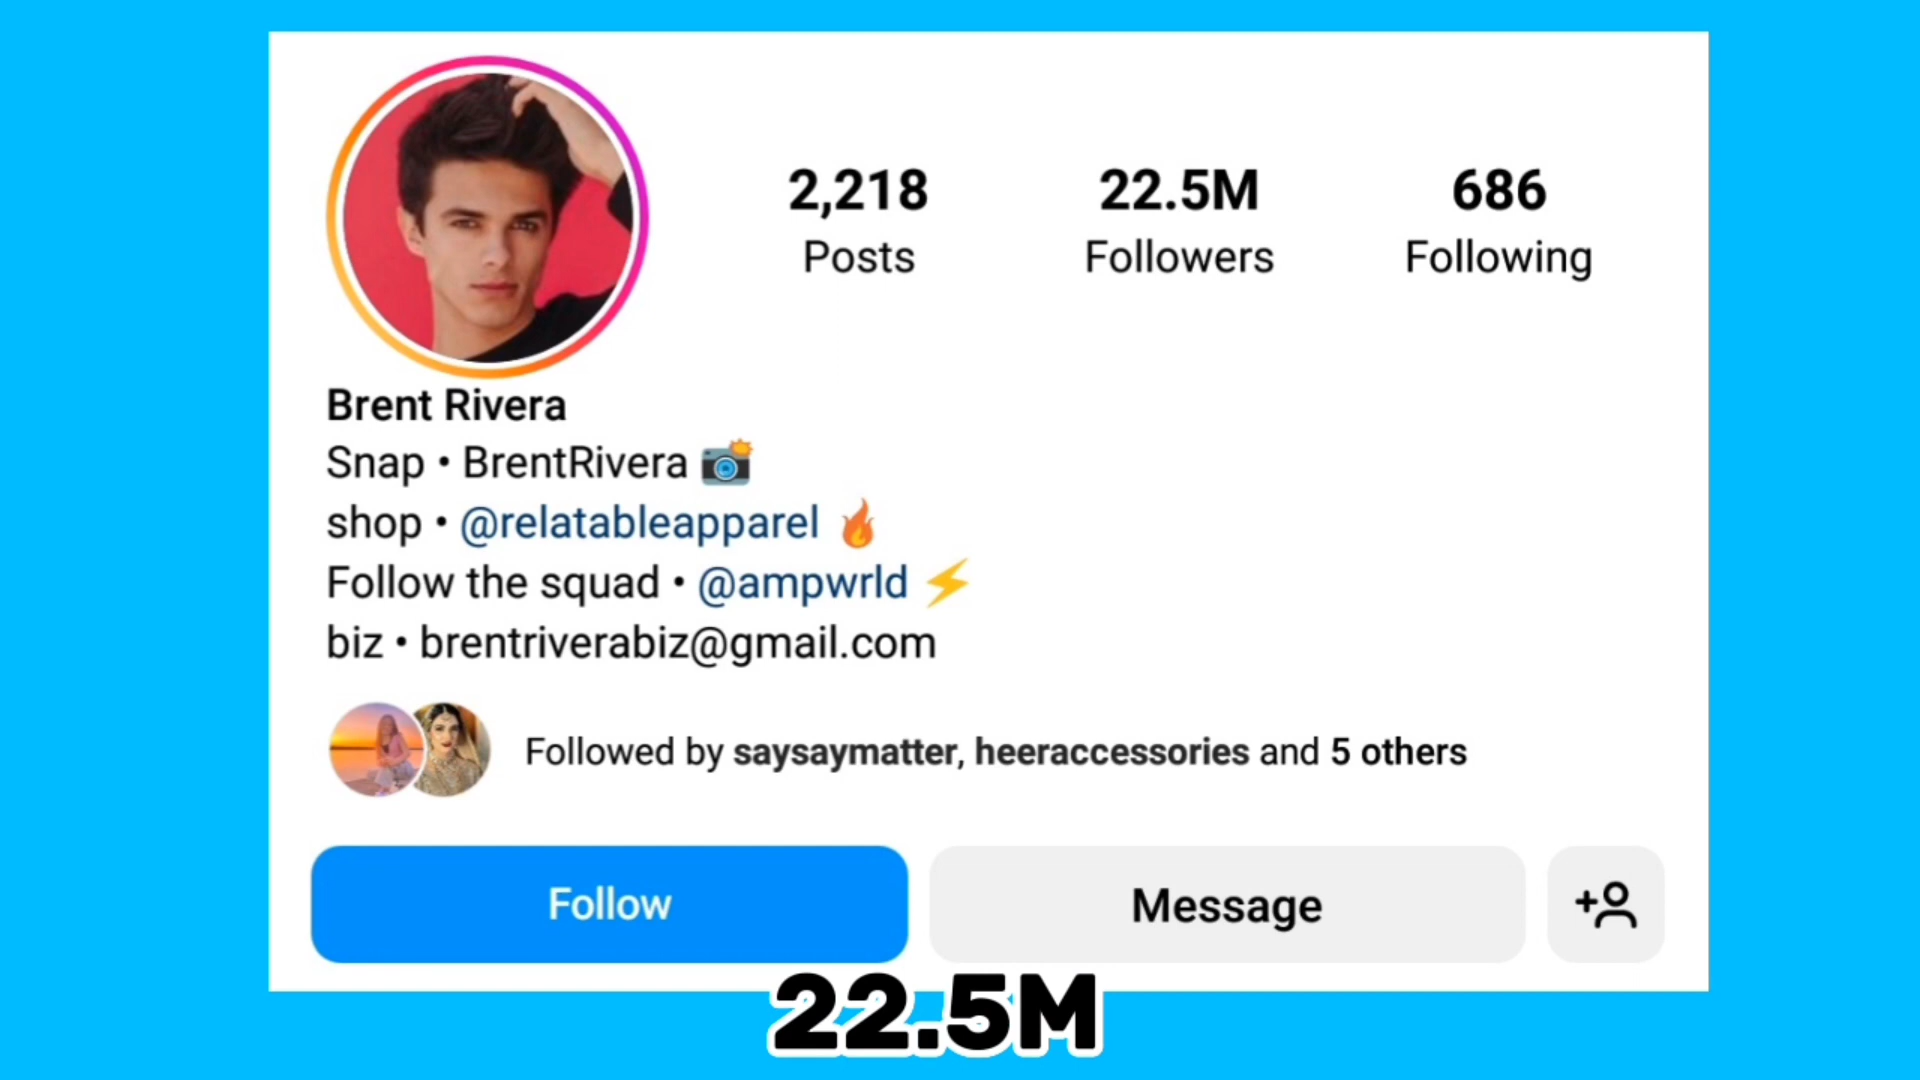 2,218 22.5M 686
Posts Followers Following
Brent Rivera
Snap • BrentRivera 📸
shop • @relatableapparel 🔥
Follow the squad • @ampwrld ⚡
biz • brentriverabiz@gmail.com
Followed by saysaymatter, heeraccessories and 5 others
Follow Message
22.5M